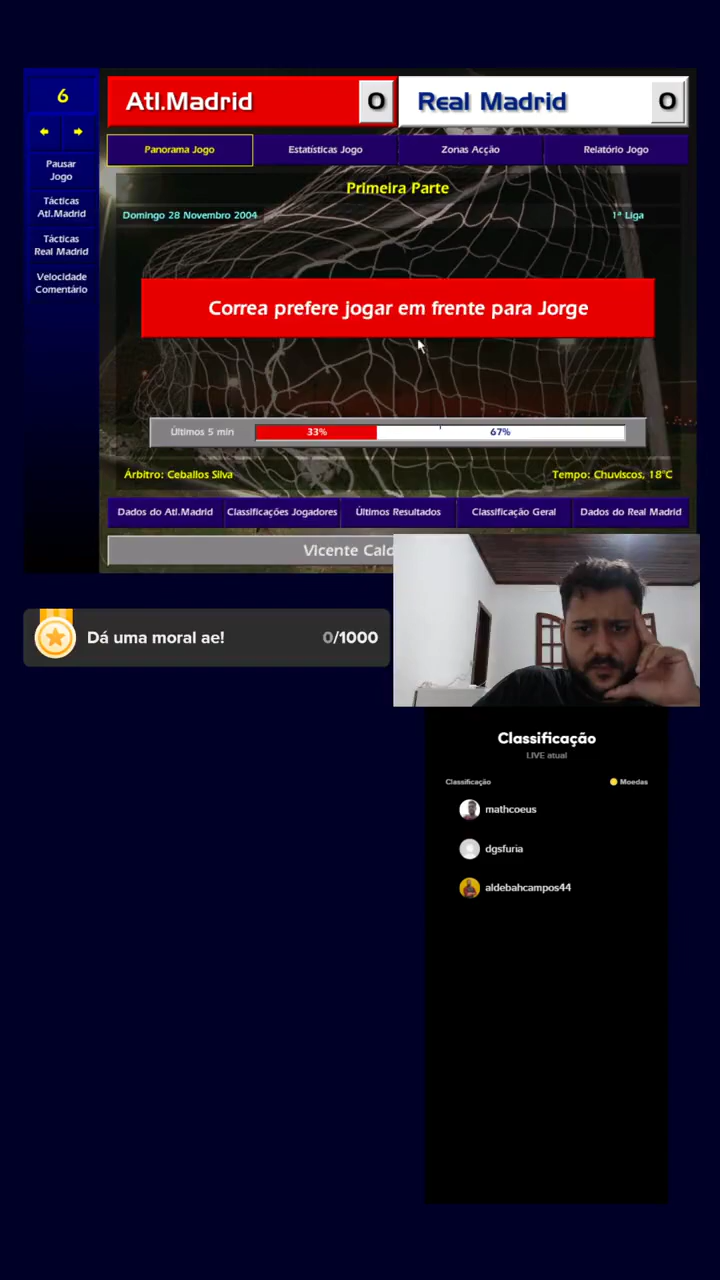 6
Atl.Madrid 0 Real Madrid 0
Panorama Jogo Estatísticas Jogo Zonas Acção Relatório Jogo
Pausar
Jogo
Tácticas
Atl.Madrid
Tácticas
Real Madrid
Velocidade
Comentário
Primeira Parte
Domingo 28 Novembro 2004 1ª Liga
Correa prefere jogar em frente para Jorge
Últimos 5 min 33% 67%
Árbitro: Ceballos Silva Tempo: Chuviscos, 18°C
Dados do Atl.Madrid Classificações Jogadores Últimos Resultados Classificação Geral Dados do Real Madrid
Vicente Cald
Dá uma moral ae! 0/1000
Classificação
LIVE atual
Classificação Moedas
mathcoeus
dgsfuria
aldebahcampos44